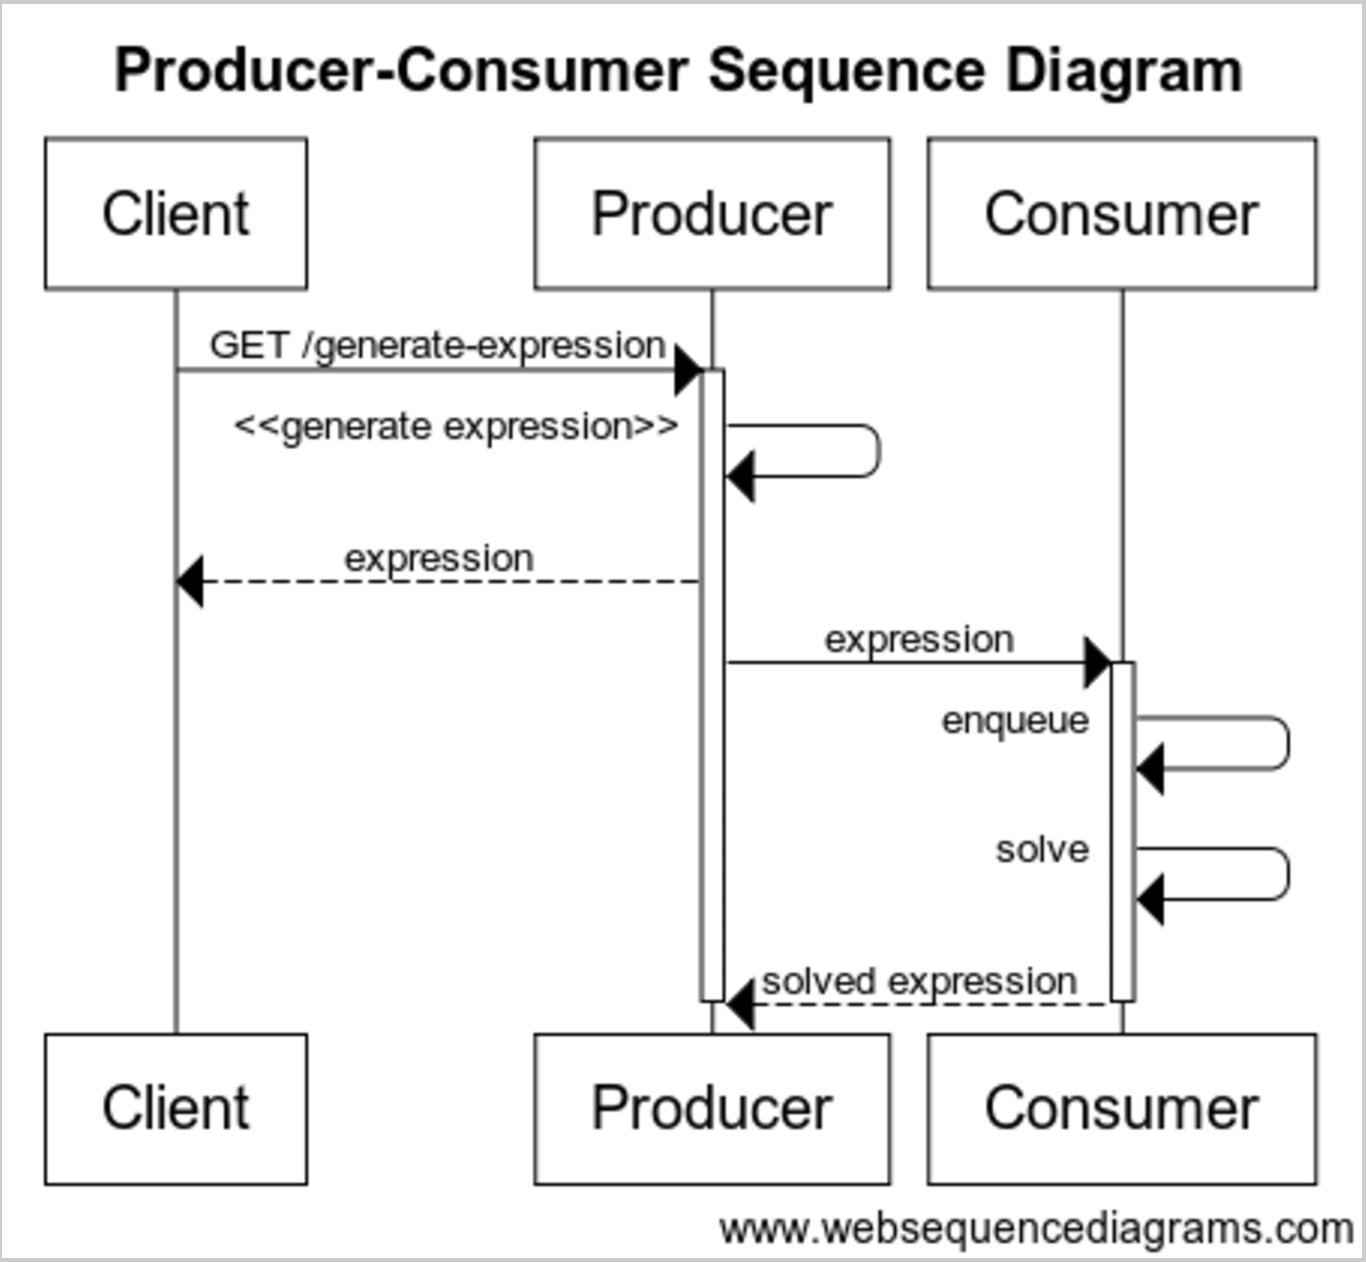 Producer-Consumer Sequence Diagram
Client
Producer
Consumer
GET /generate-expression
<<generate expression>>
expression
expression
enqueue
solve
solved expression
Client
Producer
Consumer
www.websequencediagrams.com